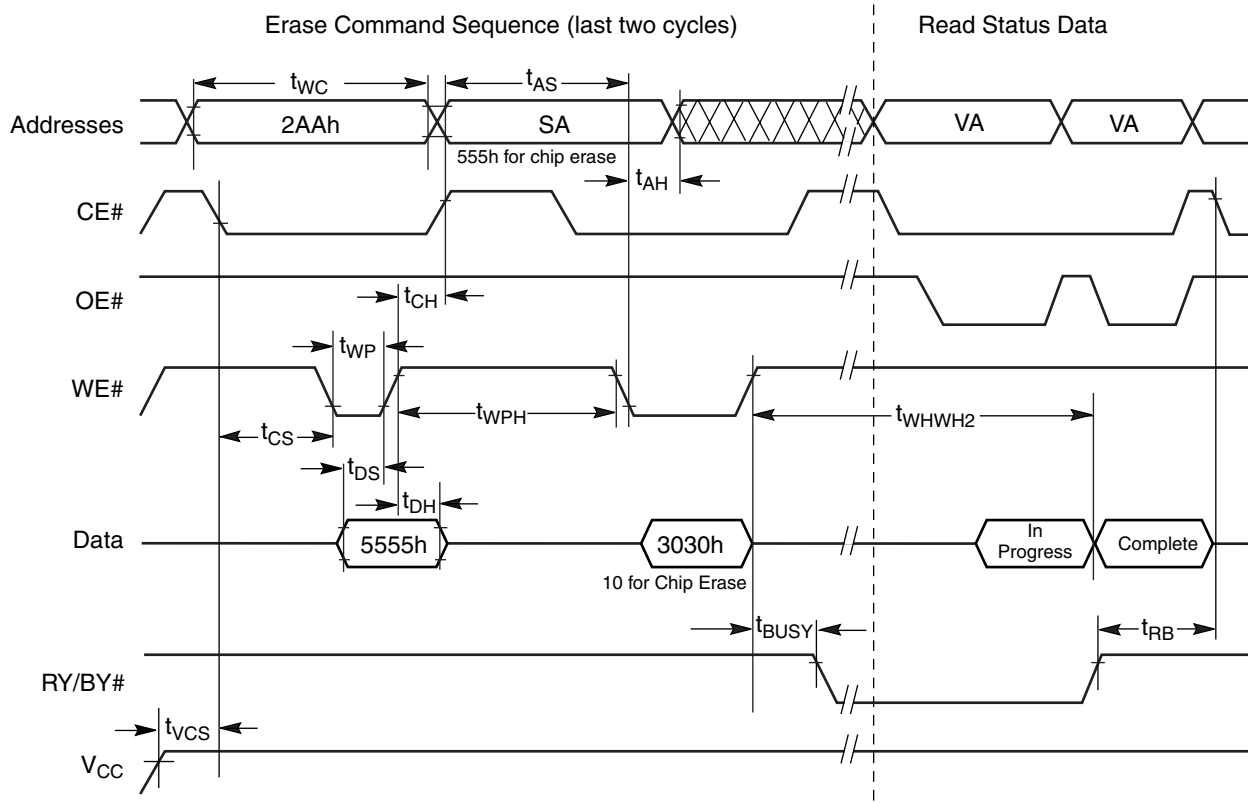 Erase Command Sequence (last two cycles)
Read Status Data
tWC
tAS
Addresses
2AAh
SA
VA
VA
555h for chip erase
tAH
CE#
OE#
tCH
tWP
WE#
tWPH
tWHWH2
tCS
tDS
tDH
Data
5555h
3030h
In
Progress
Complete
10 for Chip Erase
tBUSY
tRB
RY/BY#
tVCS
VCC